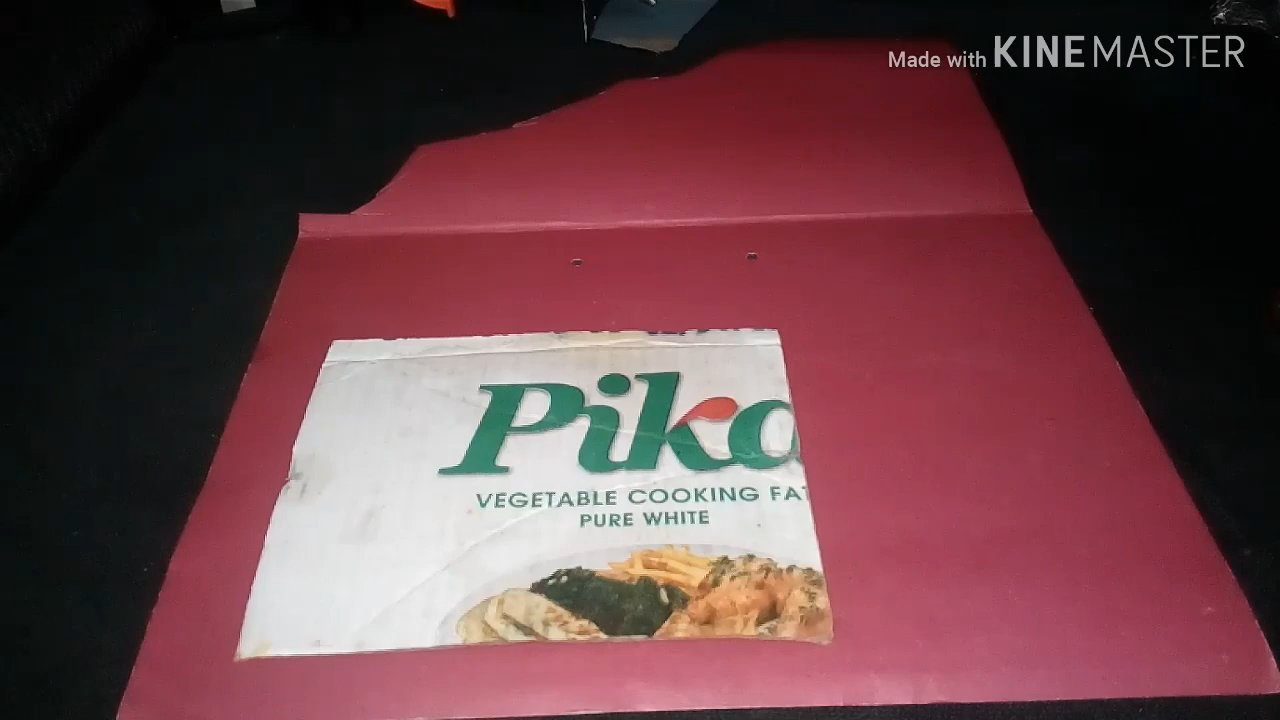 Made with KINEMASTER
Piko
VEGETABLE COOKING FAT
PURE WHITE